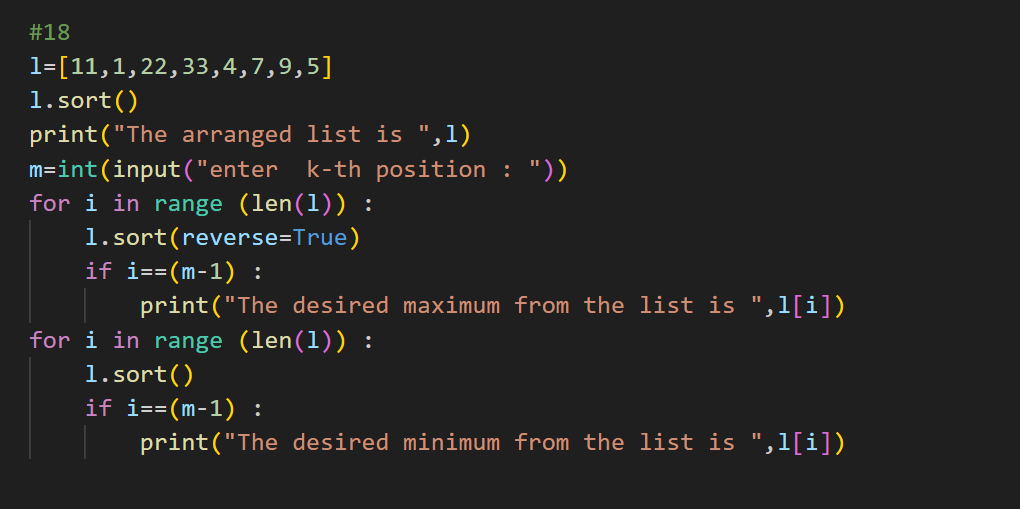 #18
l=[11,1,22,33,4,7,9,5]
l.sort()
print("The arranged list is ",l)
m=int(input("enter  k-th position : "))
for i in range (len(l)) :
    l.sort(reverse=True)
    if i==(m-1) :
        print("The desired maximum from the list is ",l[i])
for i in range (len(l)) :
    l.sort()
    if i==(m-1) :
        print("The desired minimum from the list is ",l[i])